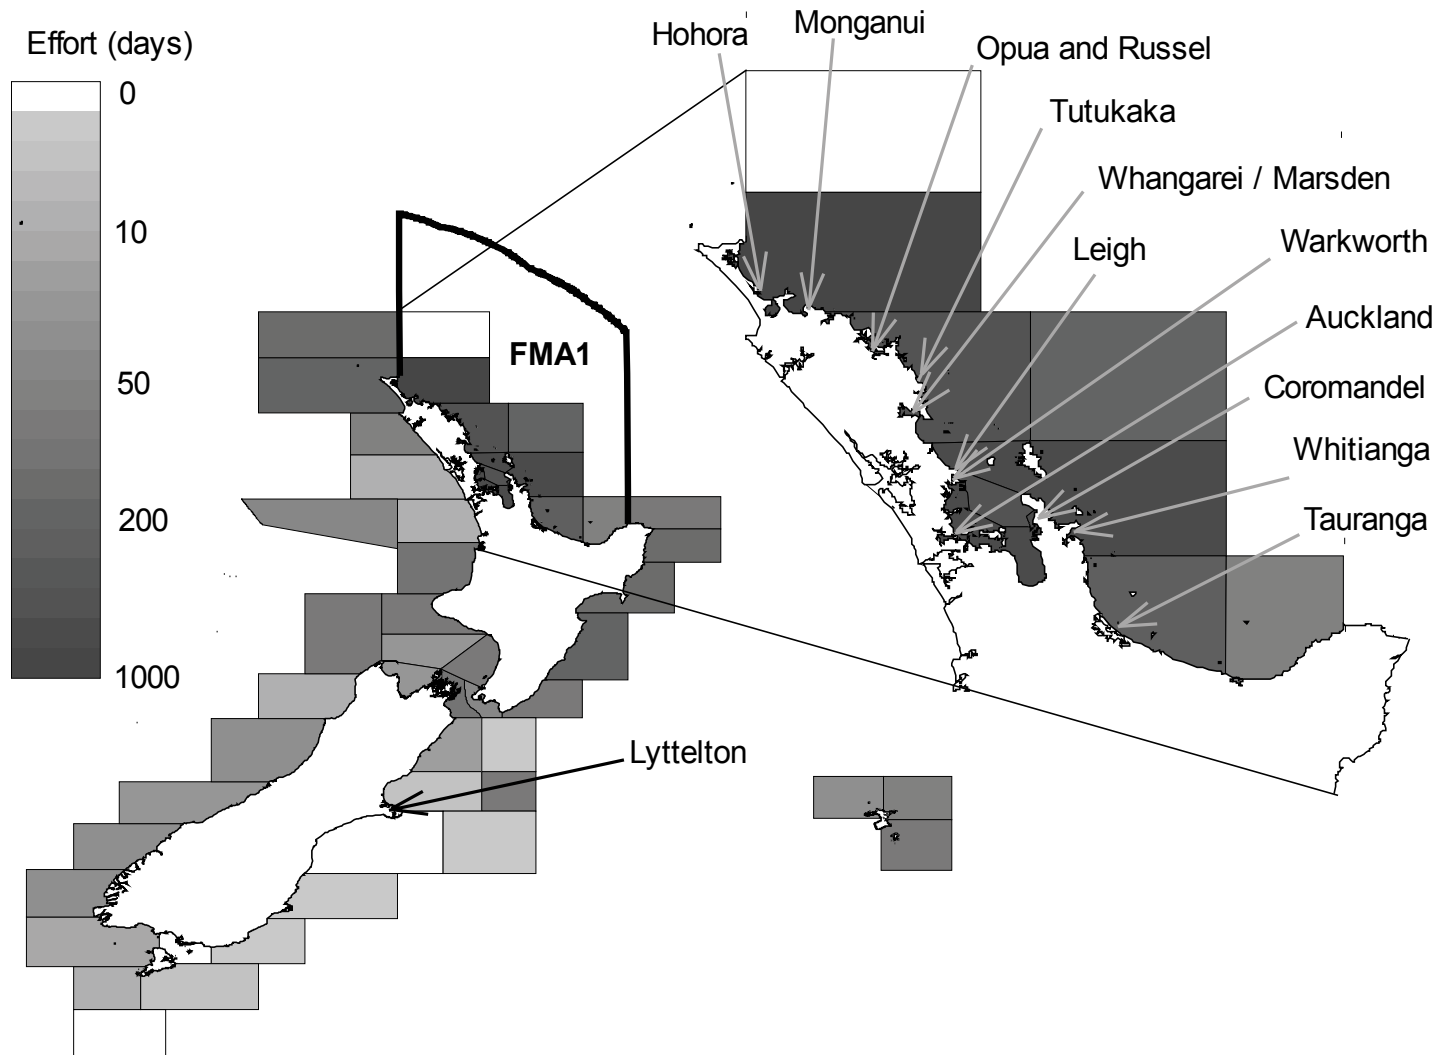 Effort (days)
0
10
50
200
1000
Hohora
Monganui
Opua and Russel
Tutukaka
Whangarei / Marsden
Leigh
Warkworth
Auckland
Coromandel
Whitianga
Tauranga
FMA1
Lyttelton